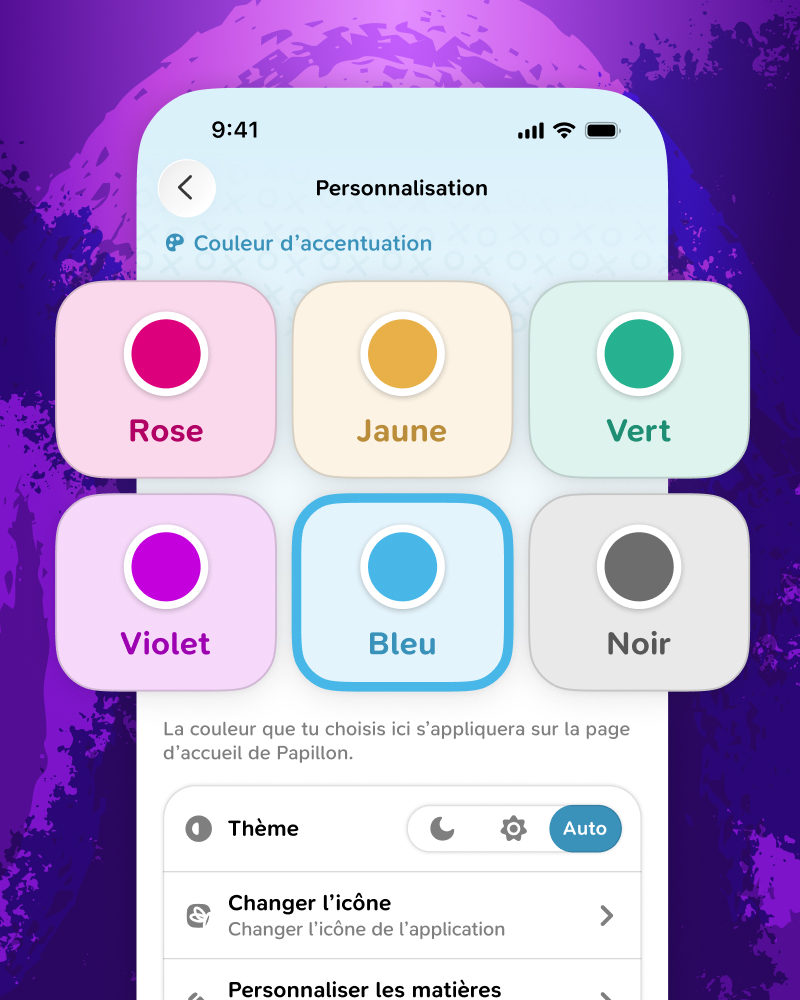 9:41
Personnalisation
Couleur d’accentuation
Rose
Jaune
Vert
Violet
Bleu
Noir
La couleur que tu choisis ici s’appliquera sur la page
d’accueil de Papillon.
Thème
Auto
Changer l’icône
Changer l’icône de l’application
Personnaliser les matières